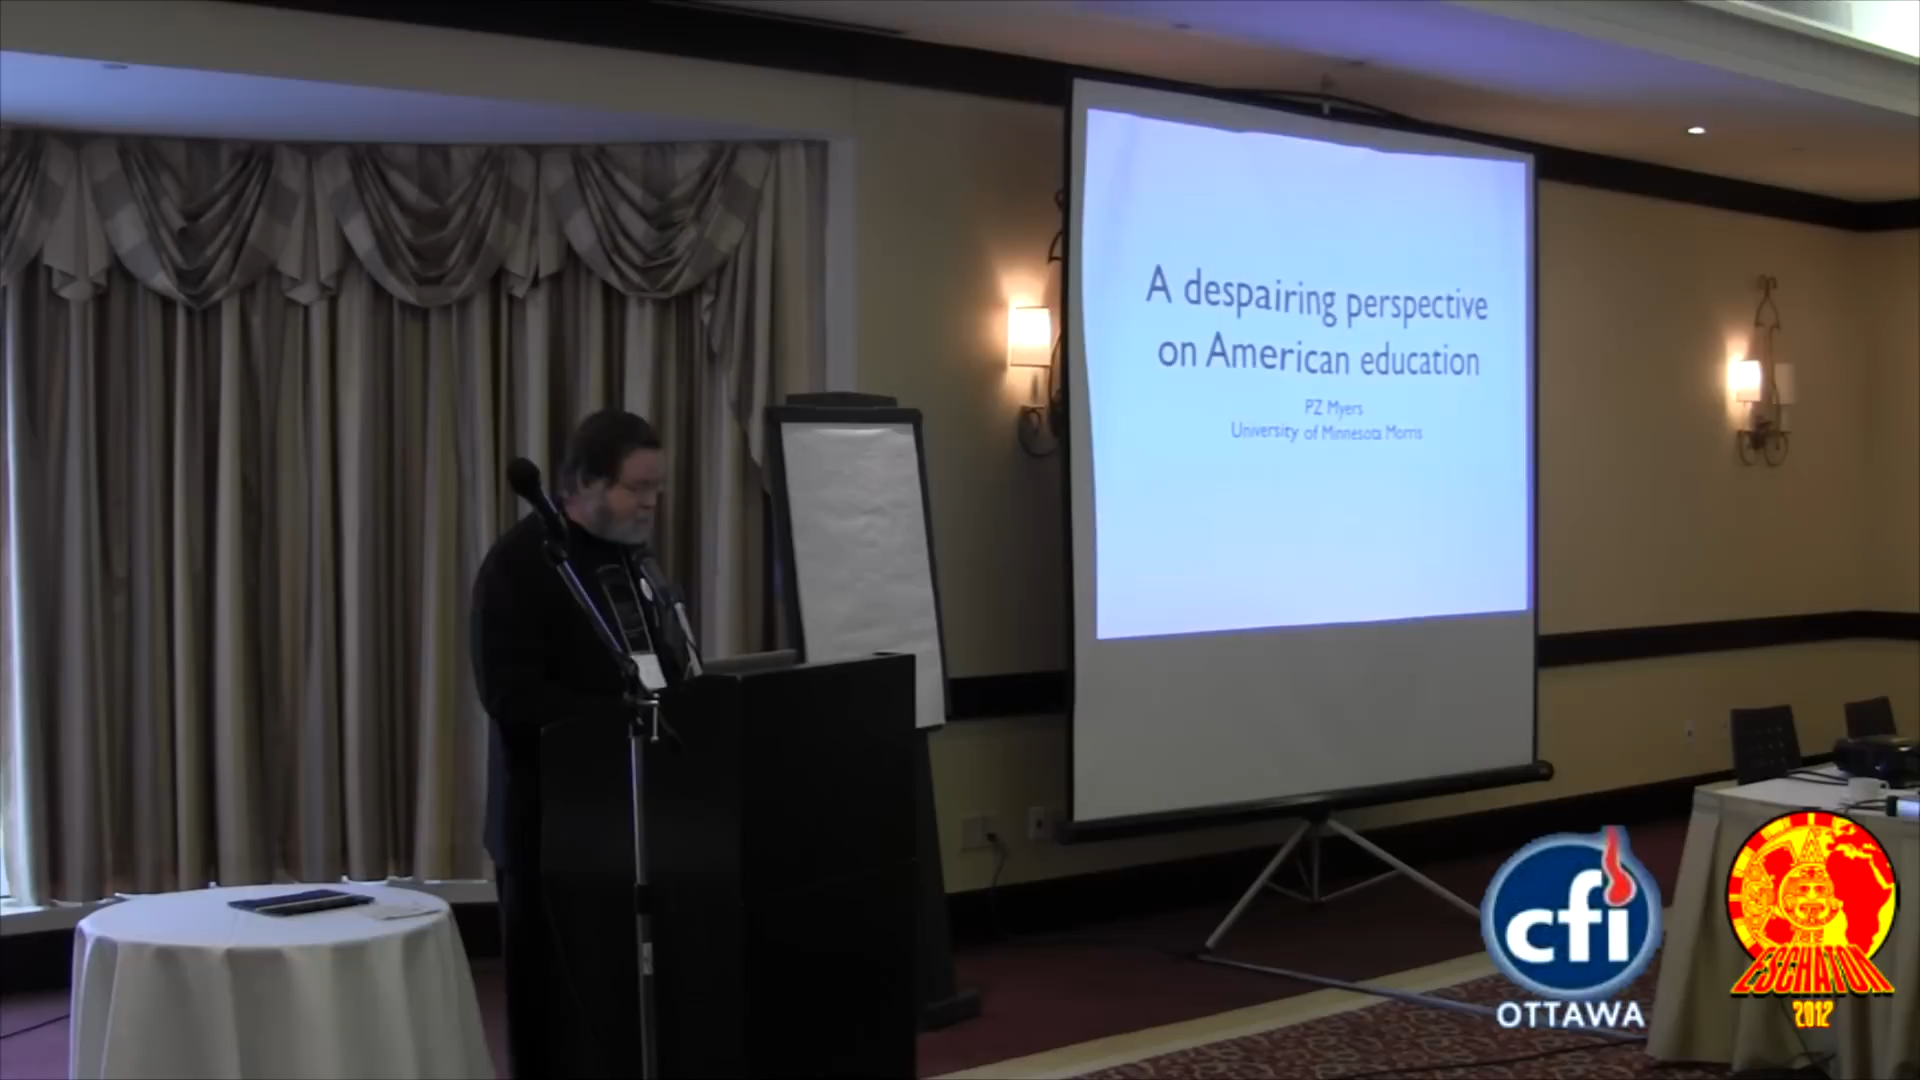 A despairing perspective
on American education
PZ Myers
University of Minnesota Morris
cfi
OTTAWA
ESCHATON
2012